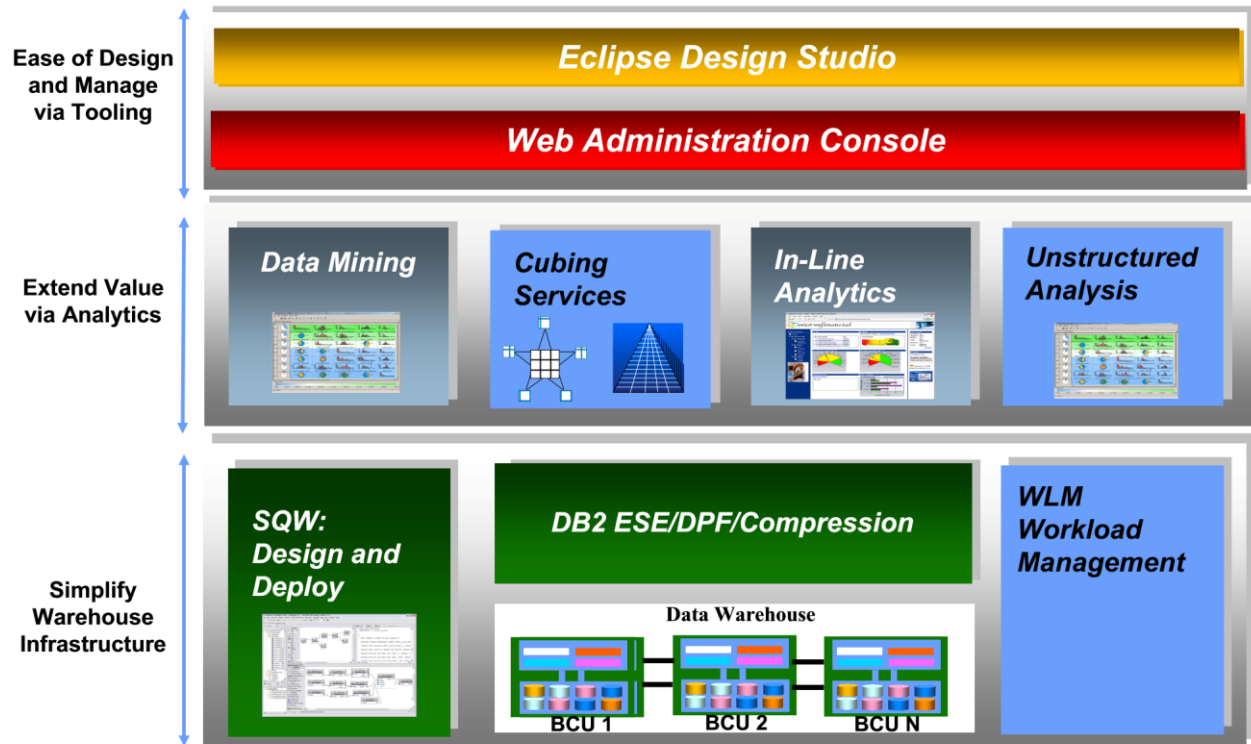 Ease of Design
and Manage
via Tooling
Eclipse Design Studio
Web Administration Console
Extend Value
via Analytics
Data Mining
Cubing
Services
In-Line
Analytics
Unstructured
Analysis
Simplify
Warehouse
Infrastructure
SQW:
Design and
Deploy
DB2 ESE/DPF/Compression
Data Warehouse
BCU 1
BCU 2
BCU N
WLM
Workload
Management